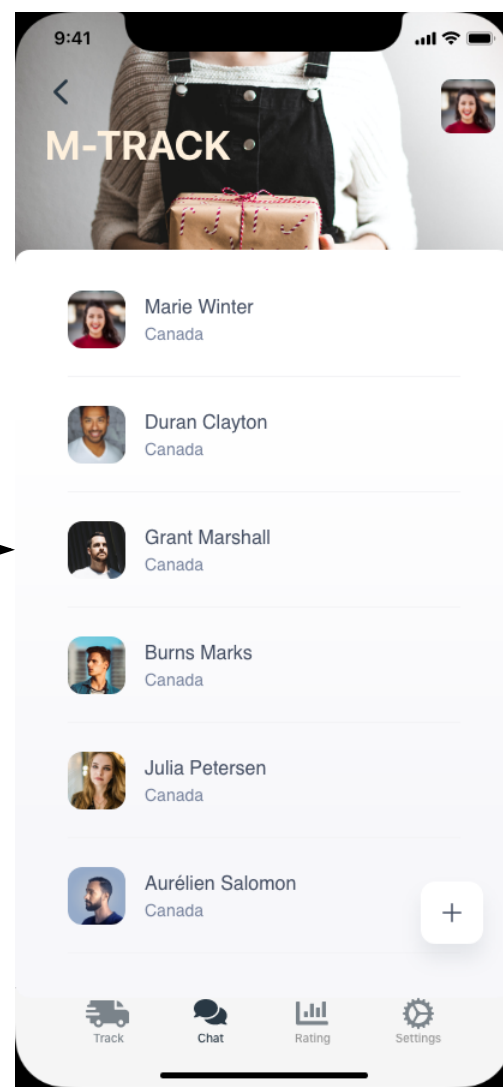 9:41
M-TRACK
Marie Winter
Canada
Duran Clayton
Canada
Grant Marshall
Canada
Burns Marks
Canada
Julia Petersen
Canada
Aurélien Salomon
Canada
+
Track
Chat
Rating
Settings